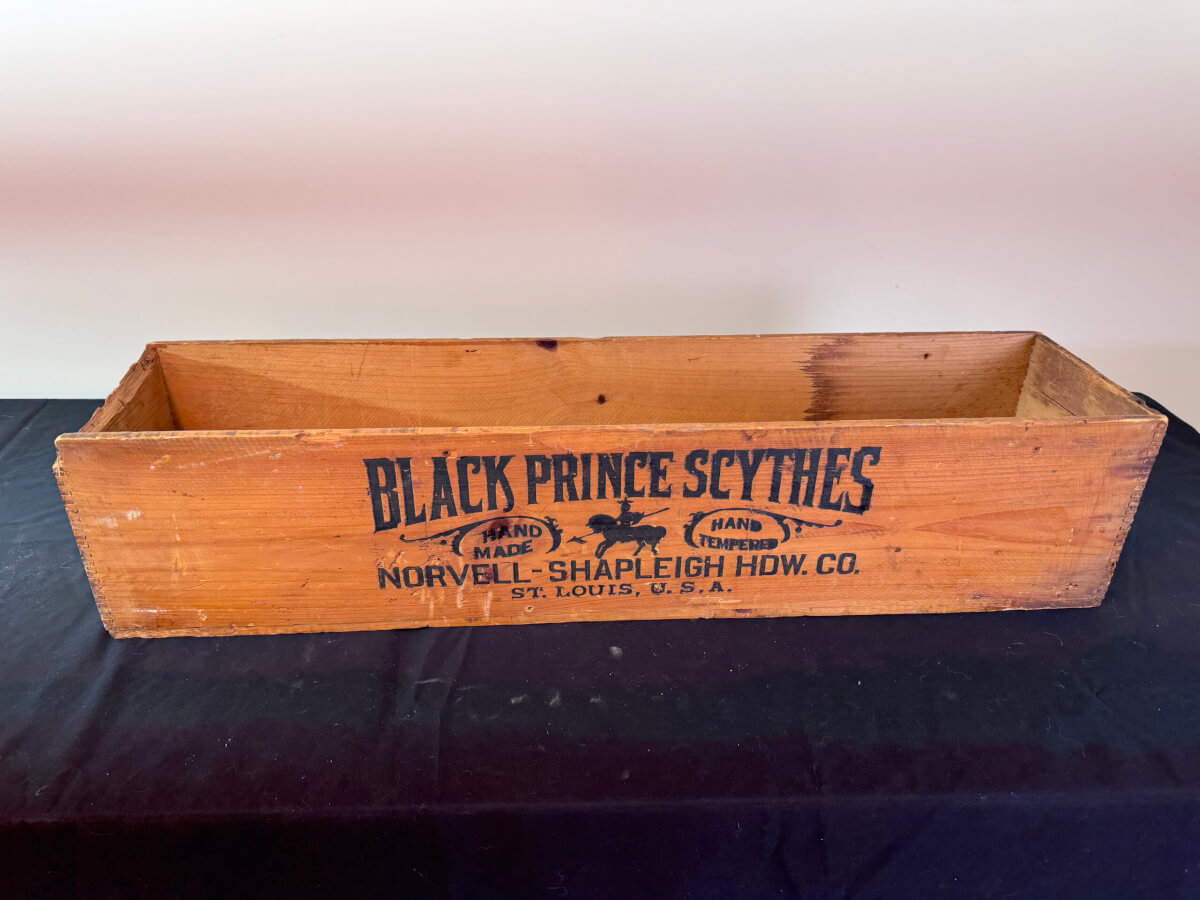 BLACK PRINCE SCYTHES
HAND MADE
HAND TEMPERED
NORVELL-SHAPLEIGH HDW. CO.
ST. LOUIS, U.S.A.